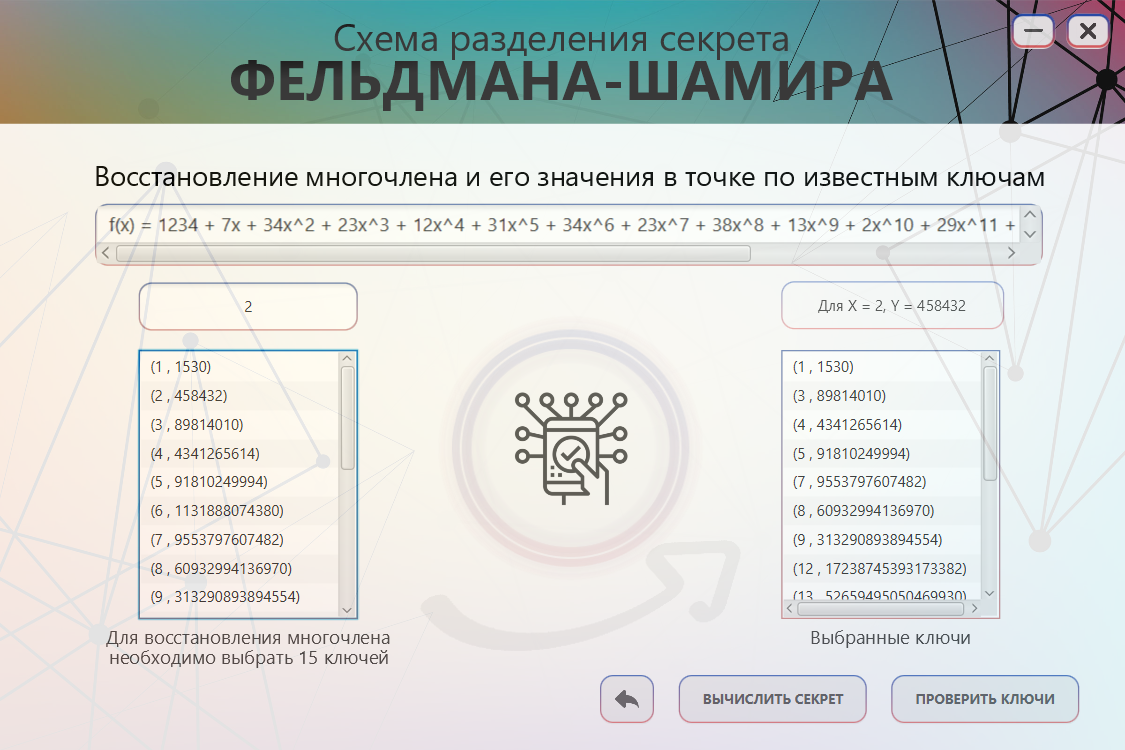 Схема разделения секрета
ФЕЛЬДМАНА-ШАМИРА
Восстановление многочлена и его значения в точке по известным ключам
f(x) = 1234 + 7x + 34x^2 + 23x^3 + 12x^4 + 31x^5 + 34x^6 + 23x^7 + 38x^8 + 13x^9 + 2x^10 + 29x^11 +
2
Для X = 2, Y = 458432
(1 , 1530)
(2 , 458432)
(3 , 89814010)
(4 , 4341265614)
(5 , 91810249994)
(6 , 1131888074380)
(7 , 9553797607482)
(8 , 60932994136970)
(9 , 313290893894554)
(1 , 1530)
(3 , 89814010)
(4 , 4341265614)
(5 , 91810249994)
(7 , 9553797607482)
(8 , 60932994136970)
(9 , 313290893894554)
(12 , 17238745393173382)
(13 , 52659495050469930)
Для восстановления многочлена
необходимо выбрать 15 ключей
Выбранные ключи
ВЫЧИСЛИТЬ СЕКРЕТ
ПРОВЕРИТЬ КЛЮЧИ